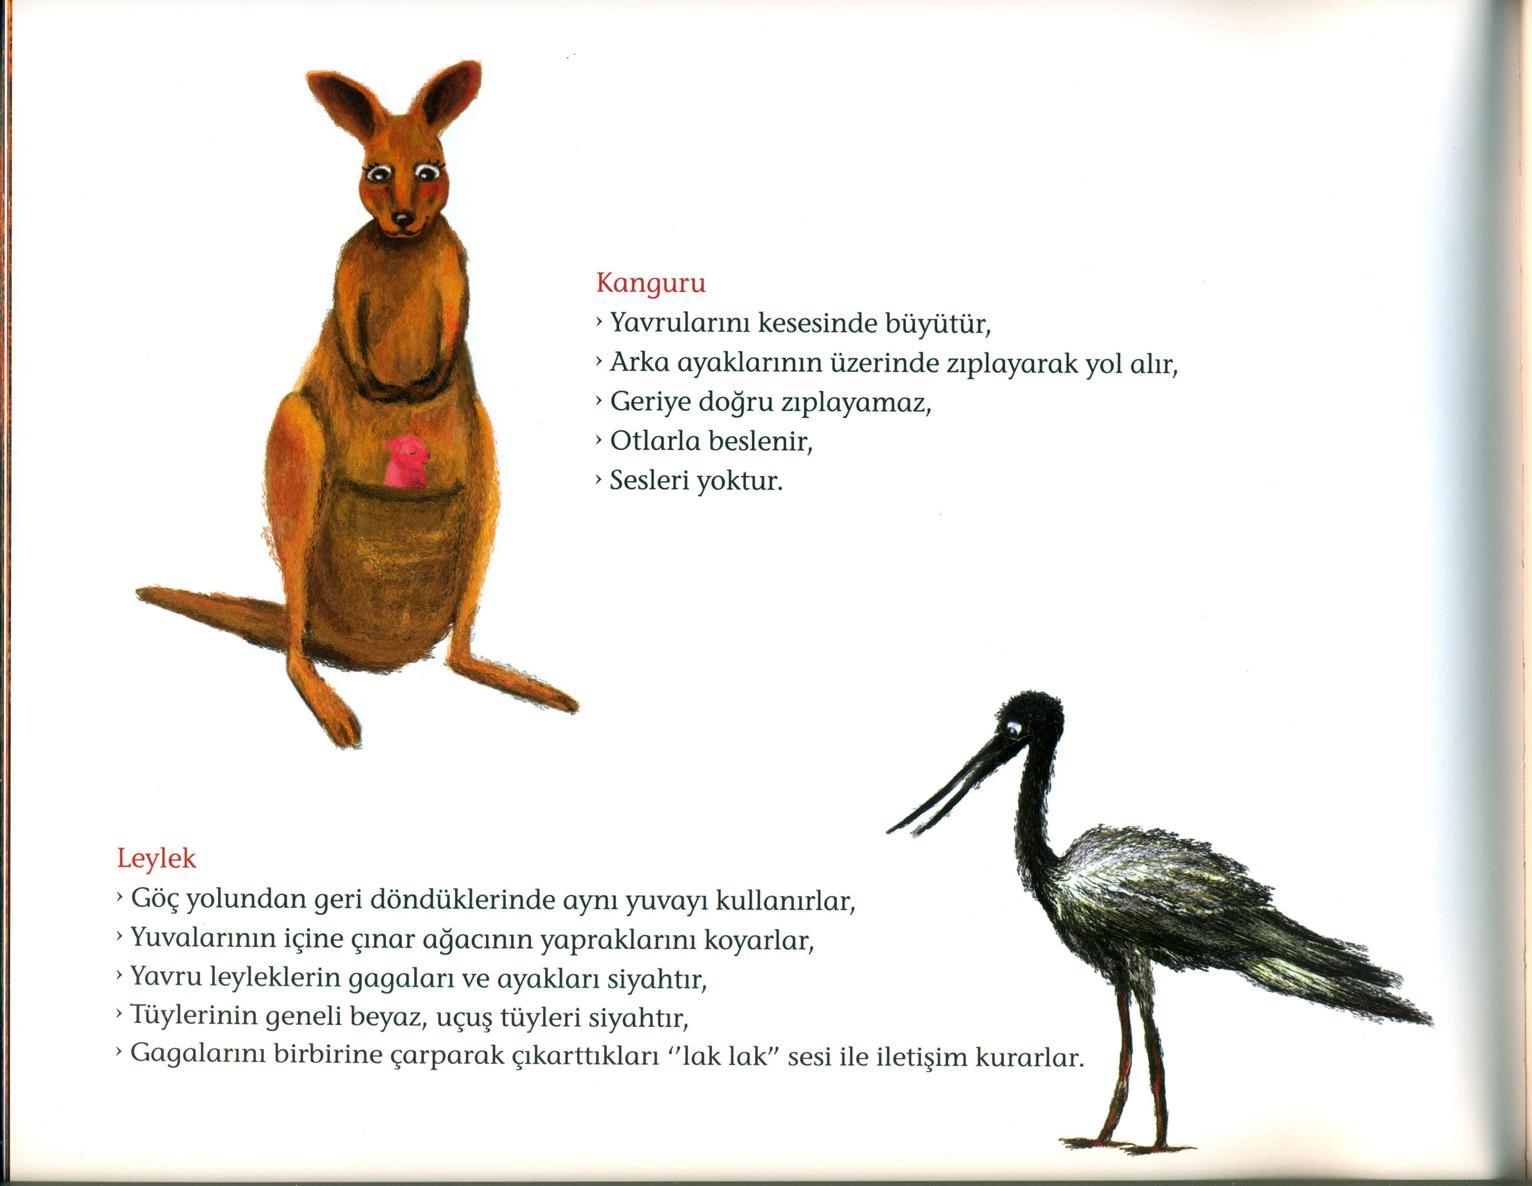 Kanguru
› Yavrularını kesesinde büyütür,
› Arka ayaklarının üzerinde zıplayarak yol alır,
› Geriye doğru zıplayamaz,
› Otlarla beslenir,
› Sesleri yoktur.
Leylek
› Göç yolundan geri döndüklerinde aynı yuvayı kullanırlar,
› Yuvalarının içine çınar ağacının yapraklarını koyarlar,
› Yavru leyleklerin gagaları ve ayakları siyahtır,
› Tüylerinin geneli beyaz, uçuş tüyleri siyahtır,
› Gagalarını birbirine çarparak çıkarttıkları ‘‘lak lak’’ sesi ile iletişim kurarlar.